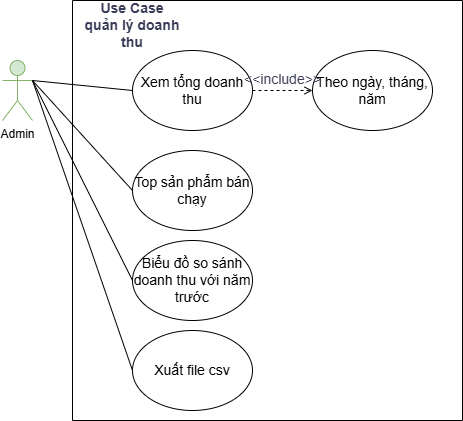 Use Case
quản lý doanh
thu
Xem tổng doanh
thu
<<include>>
Theo ngày, tháng,
năm
Admin
Top sản phẩm bán
chạy
Biểu đồ so sánh
doanh thu với năm
trước
Xuất file csv